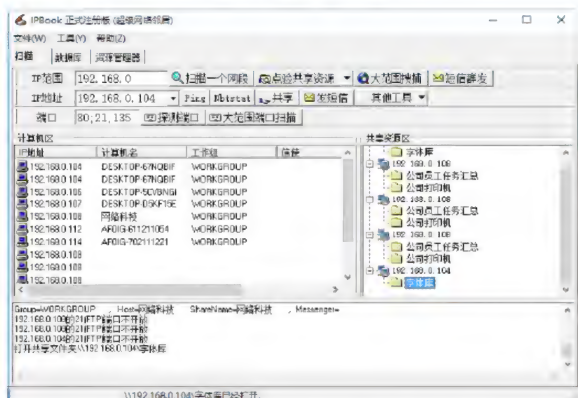 IPBook 正式注册板 (超级网络邻居)
文件(W) 工具(Y) 帮助(Z)
扫描 数据库 资源管理器
IP范围 192.168.0 扫描一个网段 点验共享资源 大范围搜捕 短信群发
IP地址 192.168.0.104 Ping Nbtstat 共享 发短信 其他工具
端口 80;21,135 探测端口 大范围端口扫描
计算机区 共享资源区
IP地址 计算机名 工作组 信使
192.168.0.104 DESKTOP-67NQBIF WORKGROUP
192.168.0.104 DESKTOP-67NQBIF WORKGROUP
DESKTOP-5CVBNGI WORKGROUP
192.168.0.107 DESKTOP-D5KF15E WORKGROUP
192.168.0.108 网络科技 WORKGROUP
192.168.0.112 AF0IG-611211054 WORKGROUP
192.168.0.114 AF0IG-702111221 WORKGROUP
192.168.0.108
192.168.0.108
192.168.0.108
字体库
192.168.0.108
公司员工任务汇总
公司打印机
192.168.0.108
公司员工任务汇总
公司打印机
192.168.0.108
公司员工任务汇总
公司打印机
192.168.0.104
字体库
Group=WORKGROUP , Host=网络科技 ShareName=网络科技 , Messenger=
192.168.0.108的21|FTP端口不开放
192.168.0.108的21|FTP端口不开放
192.168.0.104的21|FTP端口不开放
打开共享文件夹\\192.168.0.104\字体库
\\192.168.0.104\字体库已经打开.